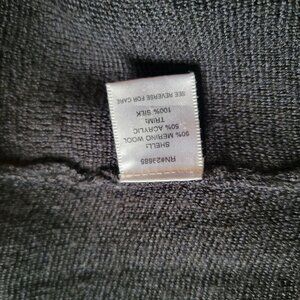 RN#23685
SHELL:
50% MERINO WOOL
50% ACRYLIC
TRIM:
100% SILK
SEE REVERSE FOR CARE